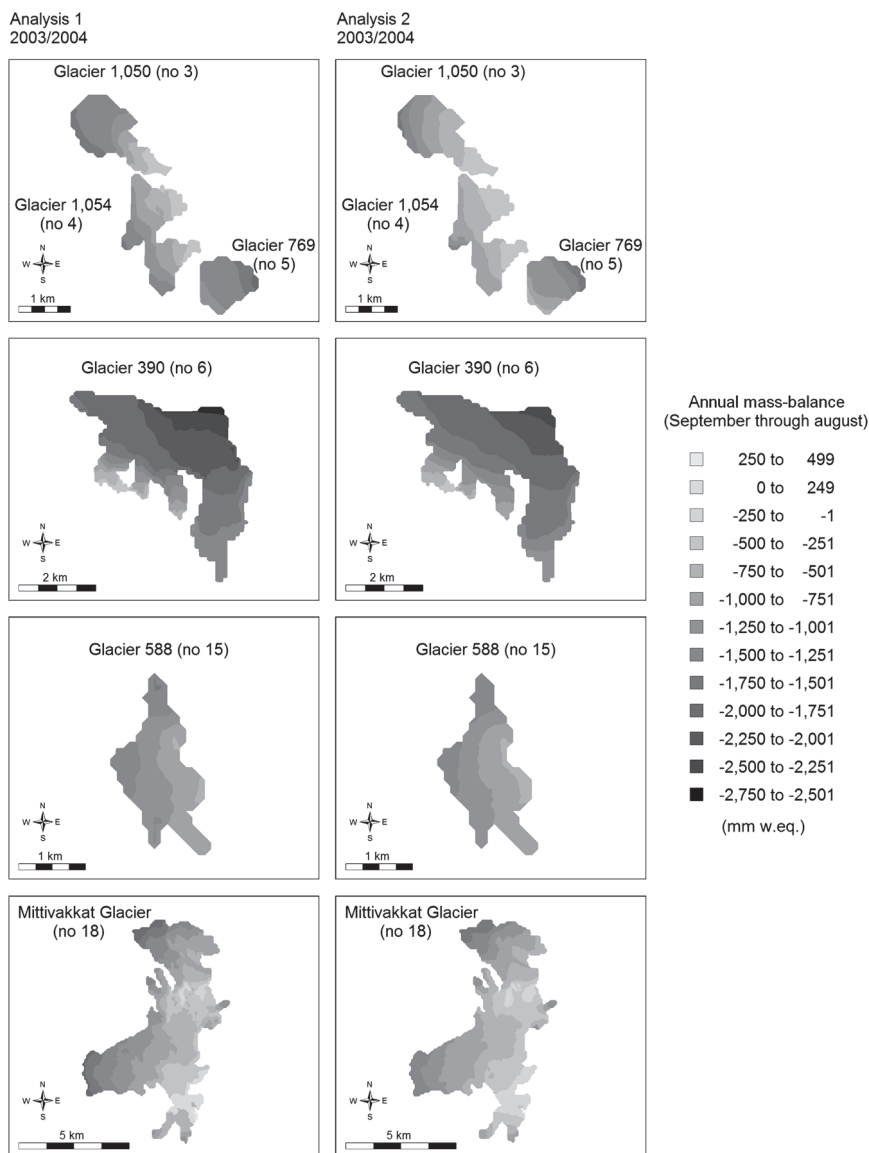 Analysis 1
2003/2004
Analysis 2
2003/2004
Glacier 1,050 (no 3)
Glacier 1,054
(no 4)
Glacier 769
(no 5)
N
W E
S
1 km
Glacier 1,050 (no 3)
Glacier 1,054
(no 4)
Glacier 769
(no 5)
N
W E
S
1 km
Glacier 390 (no 6)
N
W E
S
2 km
Glacier 390 (no 6)
N
W E
S
2 km
Glacier 588 (no 15)
N
W E
S
1 km
Glacier 588 (no 15)
N
W E
S
1 km
Mittivakkat Glacier
(no 18)
N
W E
S
5 km
Mittivakkat Glacier
(no 18)
N
W E
S
5 km
Annual mass-balance
(September through august)
250 to 499
0 to 249
-250 to -1
-500 to -251
-750 to -501
-1,000 to -751
-1,250 to -1,001
-1,500 to -1,251
-1,750 to -1,501
-2,000 to -1,751
-2,250 to -2,001
-2,500 to -2,251
-2,750 to -2,501
(mm w.eq.)